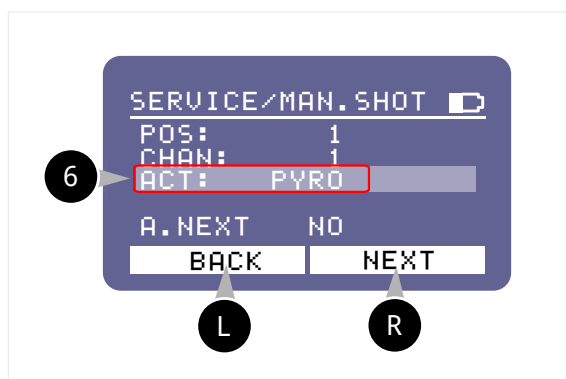 SERVICE/MAN.SHOT
POS: 1
CHAN: 1
6 ACT: PYRO
A.NEXT NO
BACK NEXT
L R